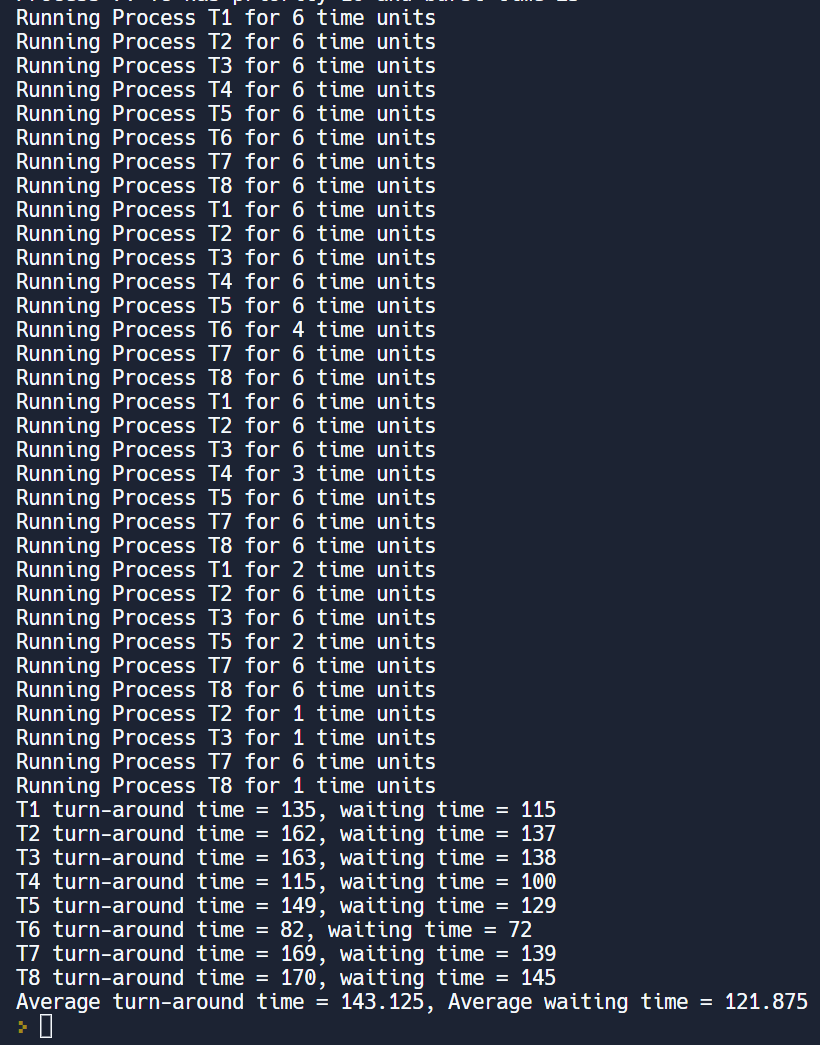 Running Process T1 for 6 time units
Running Process T2 for 6 time units
Running Process T3 for 6 time units
Running Process T4 for 6 time units
Running Process T5 for 6 time units
Running Process T6 for 6 time units
Running Process T7 for 6 time units
Running Process T8 for 6 time units
Running Process T1 for 6 time units
Running Process T2 for 6 time units
Running Process T3 for 6 time units
Running Process T4 for 6 time units
Running Process T5 for 6 time units
Running Process T6 for 4 time units
Running Process T7 for 6 time units
Running Process T8 for 6 time units
Running Process T1 for 6 time units
Running Process T2 for 6 time units
Running Process T3 for 6 time units
Running Process T4 for 3 time units
Running Process T5 for 6 time units
Running Process T7 for 6 time units
Running Process T8 for 6 time units
Running Process T1 for 2 time units
Running Process T2 for 6 time units
Running Process T3 for 6 time units
Running Process T5 for 2 time units
Running Process T7 for 6 time units
Running Process T8 for 6 time units
Running Process T2 for 1 time units
Running Process T3 for 1 time units
Running Process T7 for 6 time units
Running Process T8 for 1 time units
T1 turn-around time = 135, waiting time = 115
T2 turn-around time = 162, waiting time = 137
T3 turn-around time = 163, waiting time = 138
T4 turn-around time = 115, waiting time = 100
T5 turn-around time = 149, waiting time = 129
T6 turn-around time = 82, waiting time = 72
T7 turn-around time = 169, waiting time = 139
T8 turn-around time = 170, waiting time = 145
Average turn-around time = 143.125, Average waiting time = 121.875